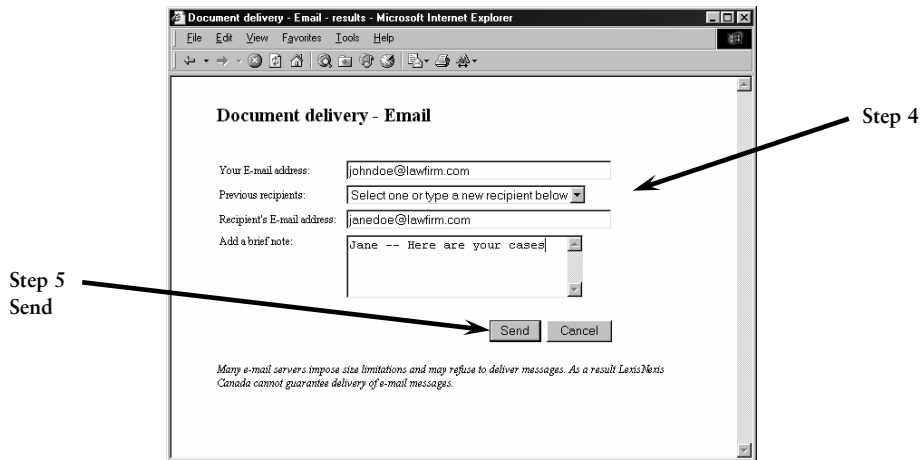 Document delivery - Email - results - Microsoft Internet Explorer
File Edit View Favorites Tools Help
Document delivery - Email
Step 4
Your E-mail address: johndoe@lawfirm.com
Previous recipients: Select one or type a new recipient below
Recipient's E-mail address: janedoe@lawfirm.com
Add a brief note: Jane -- Here are your cases
Step 5
Send
Send Cancel
Many e-mail servers impose size limitations and may refuse to deliver messages. As a result LexisNexis
Canada cannot guarantee delivery of e-mail messages.